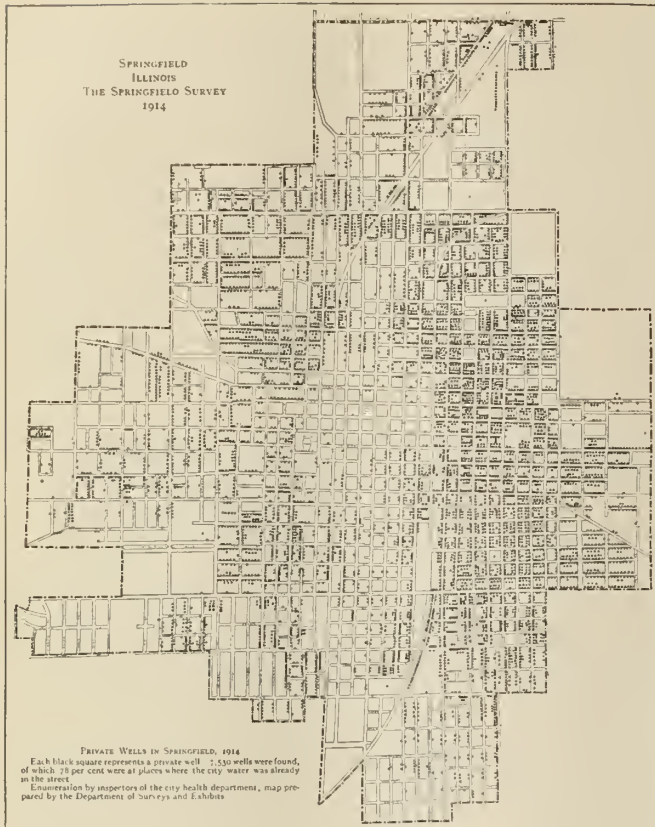 SPRINGFIELD
ILLINOIS
THE SPRINGFIELD SURVEY
1914
PRIVATE WELLS IN SPRINGFIELD, 1914
Each black square represents a private well 7,530 wells were found,
of which 78 per cent were at places where the city water was already
in the street
Enumeration by inspectors of the city health department, map pre-
pared by the Department of Surveys and Exhibits